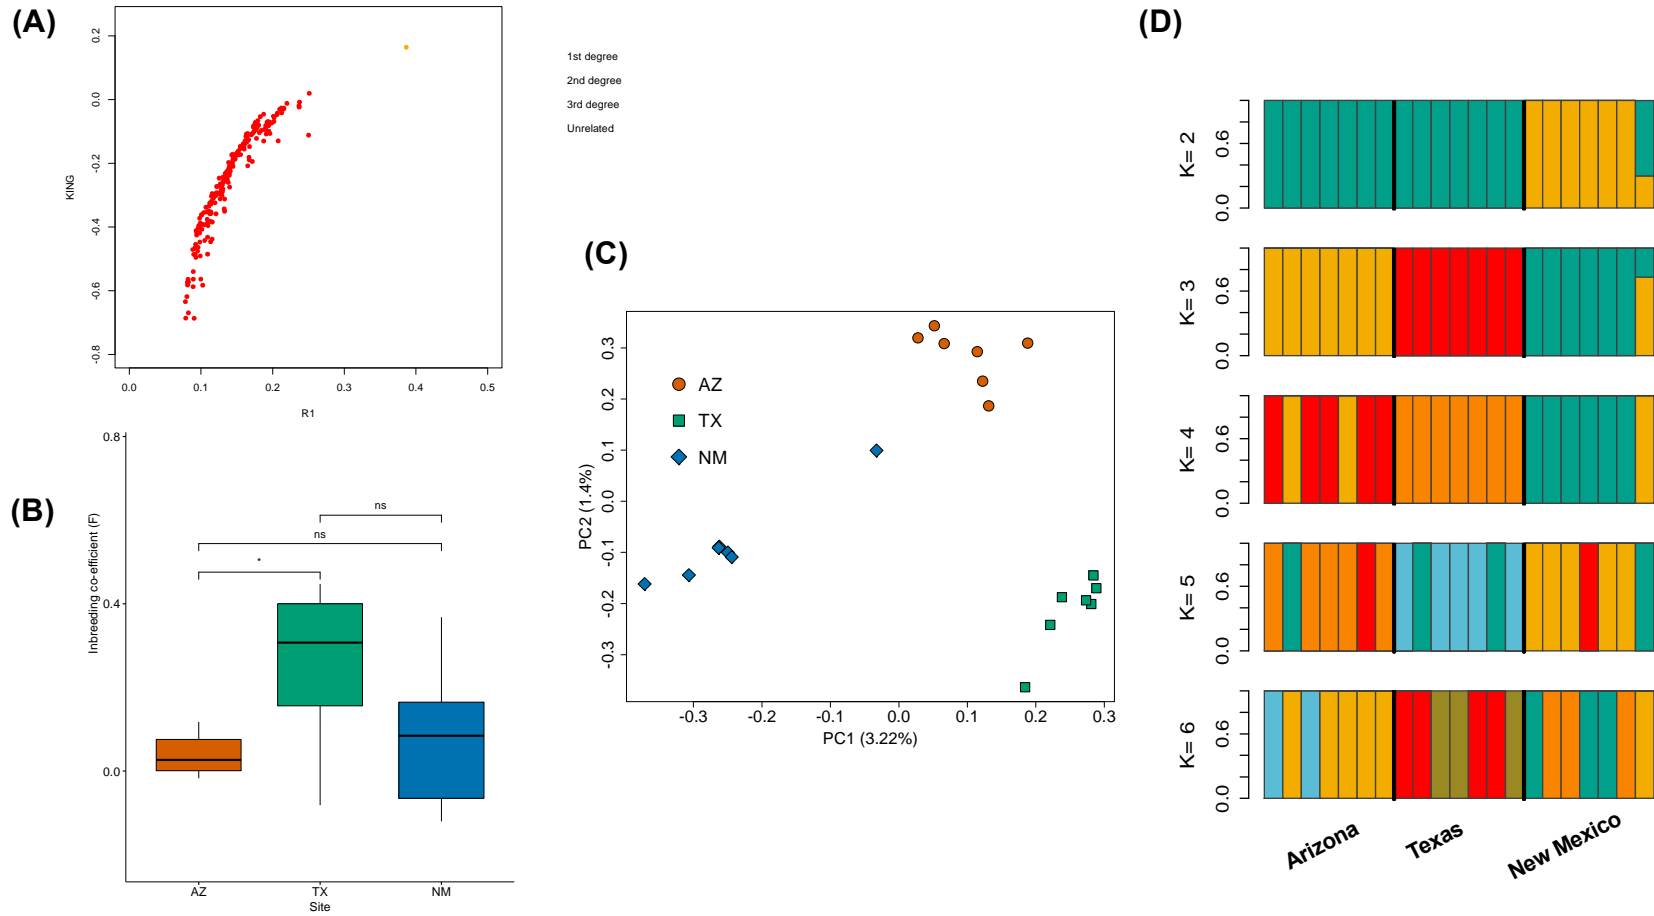 (A)
0.2
0.0
-0.2
-0.4
-0.6
-0.8
KING
0.0 0.1 0.2 0.3 0.4 0.5
R1
1st degree
2nd degree
3rd degree
Unrelated
(B)
0.8
0.4
0.0
Inbreeding co-efficient (F)
ns
ns
*
AZ TX NM
Site
(C)
0.3
0.2
0.1
0.0
-0.1
-0.2
-0.3
PC2 (1.4%)
AZ
TX
NM
-0.3 -0.2 -0.1 0.0 0.1 0.2 0.3
PC1 (3.22%)
(D)
K= 2
0.6
0.0
K= 3
0.6
0.0
K= 4
0.6
0.0
K= 5
0.6
0.0
K= 6
0.6
0.0
Arizona
Texas
New Mexico